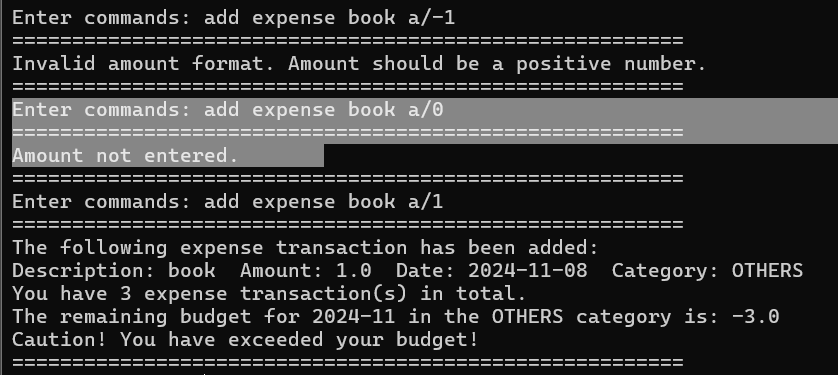 Enter commands: add expense book a/-1
========================================================
Invalid amount format. Amount should be a positive number.
========================================================
Enter commands: add expense book a/0
========================================================
Amount not entered.
========================================================
Enter commands: add expense book a/1
========================================================
The following expense transaction has been added:
Description: book  Amount: 1.0  Date: 2024-11-08  Category: OTHERS
You have 3 expense transaction(s) in total.
The remaining budget for 2024-11 in the OTHERS category is: -3.0
Caution! You have exceeded your budget!
========================================================